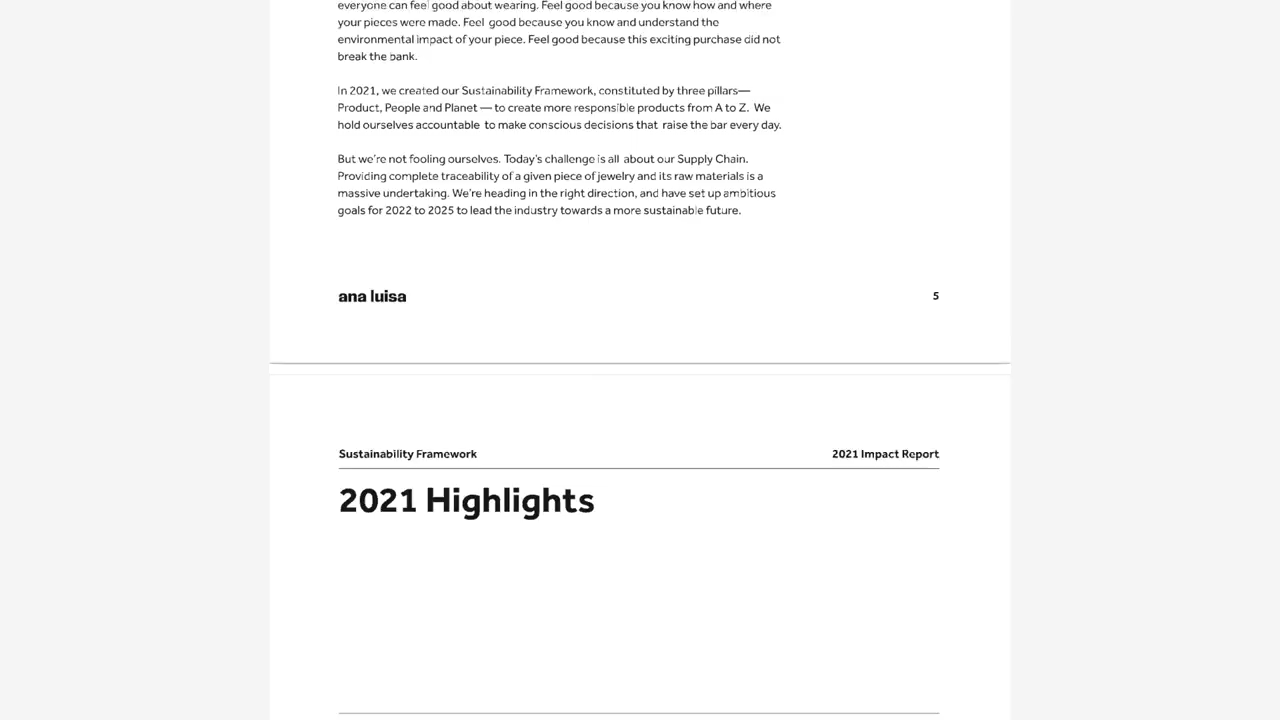 everyone can feel good about wearing. Feel good because you know how and where
your pieces were made. Feel good because you know and understand the
environmental impact of your piece. Feel good because this exciting purchase did not
break the bank.
In 2021, we created our Sustainability Framework, constituted by three pillars—
Product, People and Planet — to create more responsible products from A to Z. We
hold ourselves accountable to make conscious decisions that raise the bar every day.
But we're not fooling ourselves. Today's challenge is all about our Supply Chain.
Providing complete traceability of a given piece of jewelry and its raw materials is a
massive undertaking. We're heading in the right direction, and have set up ambitious
goals for 2022 to 2025 to lead the industry towards a more sustainable future.
ana luisa 5
Sustainability Framework 2021 Impact Report
2021 Highlights